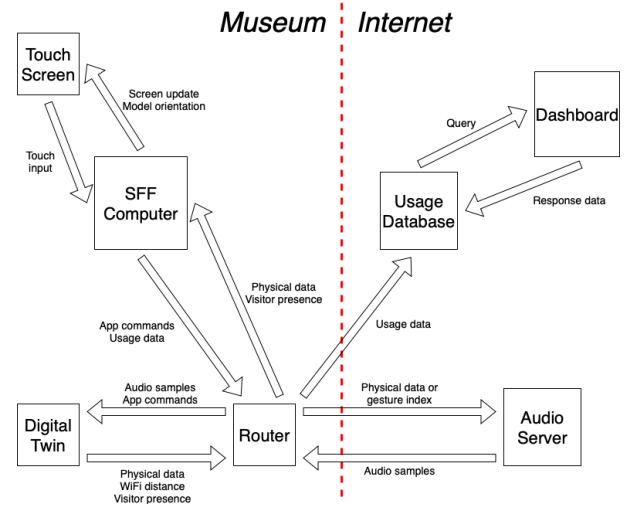 Museum
Internet
Touch
Screen
Screen update
Model orientation
Touch
input
SFF
Computer
Dashboard
Query
Usage
Database
Response data
Physical data
Visitor presence
App commands
Usage data
Usage data
Audio samples
App commands
Digital
Twin
Router
Physical data or
gesture index
Audio
Server
Physical data
WiFi distance
Visitor presence
Audio samples